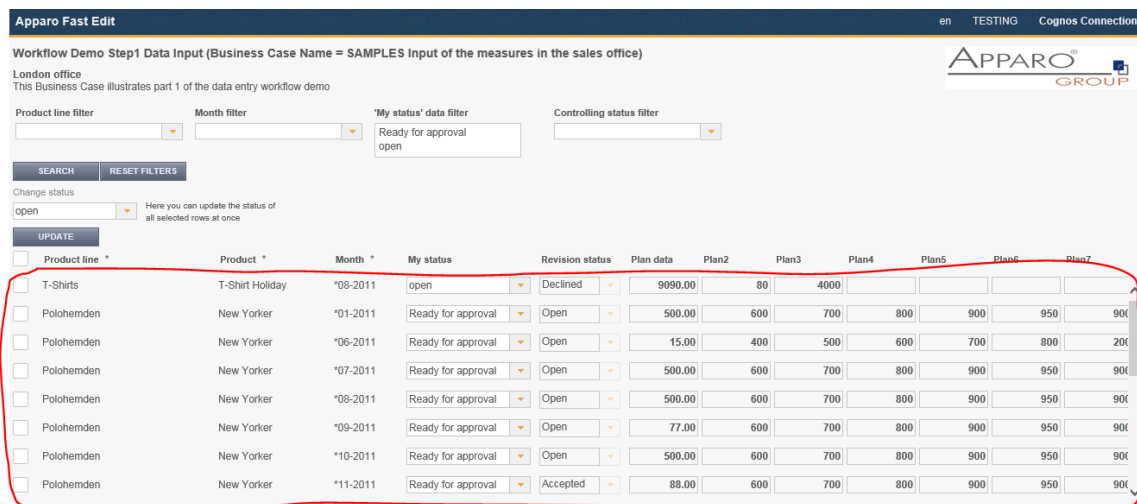 Apparo Fast Edit en TESTING Cognos Connection
Workflow Demo Step1 Data Input (Business Case Name = SAMPLES Input of the measures in the sales office)
APPARO®
GROUP
London office
This Business Case illustrates part 1 of the data entry workflow demo
Product line filter Month filter 'My status' data filter Controlling status filter
Ready for approval
open
SEARCH RESET FILTERS
Change status
open Here you can update the status of
all selected rows at once
UPDATE
Product line * Product * Month * My status Revision status Plan data Plan2 Plan3 Plan4 Plan5 Plan6 Plan7
T-Shirts T-Shirt Holiday *08-2011 open Declined 9090.00 80 4000
Polohemden New Yorker *01-2011 Ready for approval Open 500.00 600 700 800 900 950 900
Polohemden New Yorker *06-2011 Ready for approval Open 15.00 400 500 600 700 800 200
Polohemden New Yorker *07-2011 Ready for approval Open 500.00 600 700 800 900 950 900
Polohemden New Yorker *08-2011 Ready for approval Open 500.00 600 700 800 900 950 900
Polohemden New Yorker *09-2011 Ready for approval Open 77.00 600 700 800 900 950 900
Polohemden New Yorker *10-2011 Ready for approval Open 500.00 600 700 800 900 950 900
Polohemden New Yorker *11-2011 Ready for approval Accepted 88.00 600 700 800 900 950 900